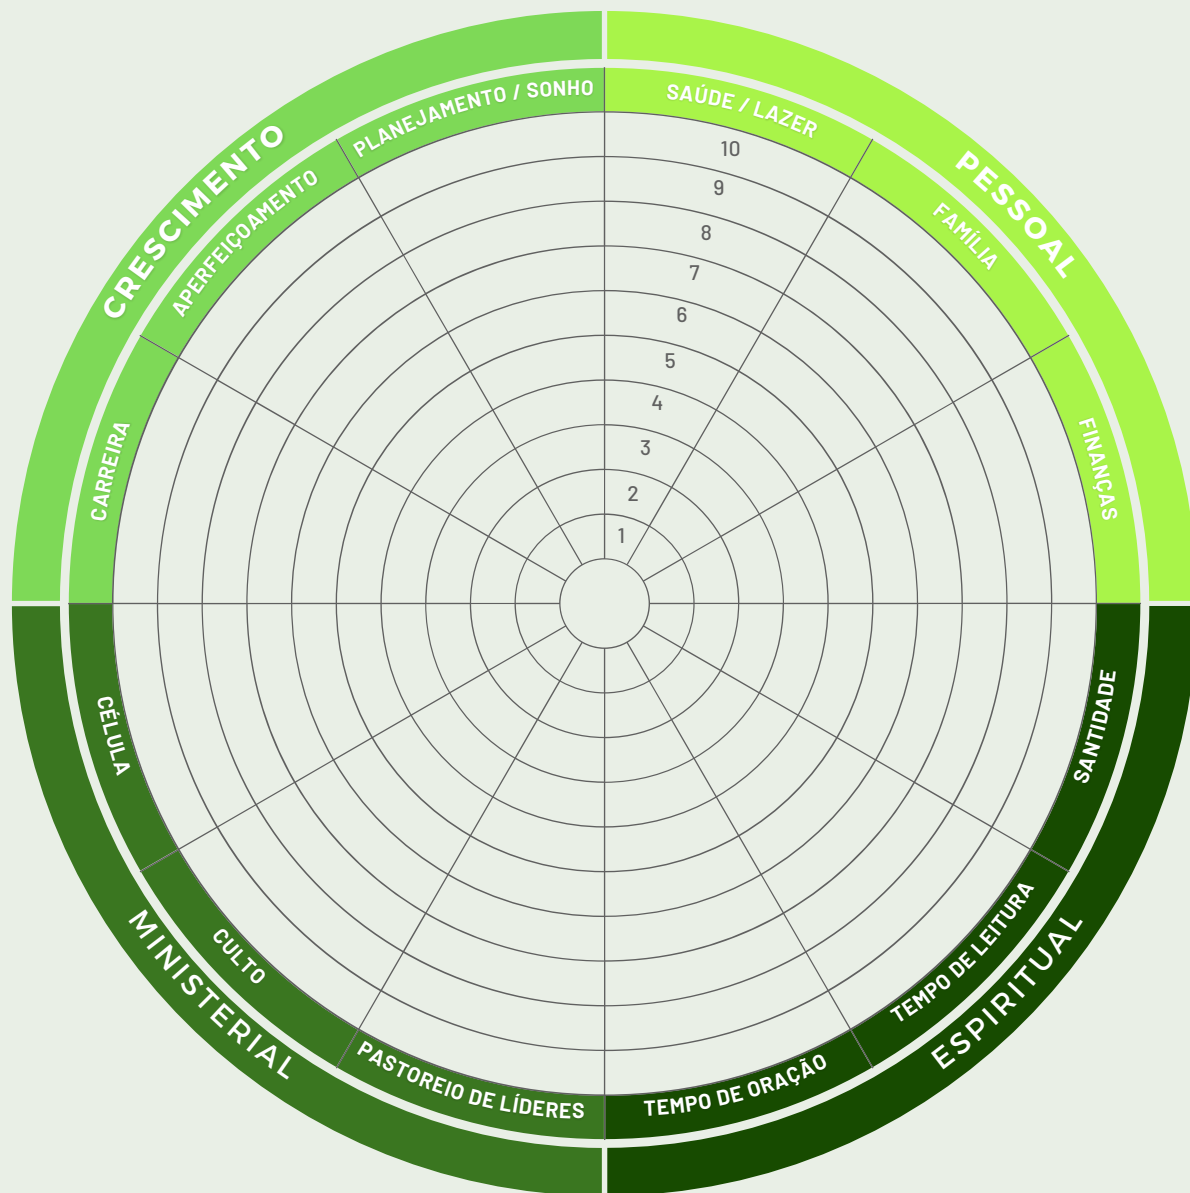 CRESCIMENTO
PLANEJAMENTO / SONHO
APERFEIÇOAMENTO
CARREIRA
PESSOAL
SAÚDE / LAZER
FAMÍLIA
FINANÇAS
10
9
8
7
6
5
4
3
2
1
MINISTERIAL
CÉLULA
CULTO
PASTOREIO DE LÍDERES
ESPIRITUAL
SANTIDADE
TEMPO DE LEITURA
TEMPO DE ORAÇÃO